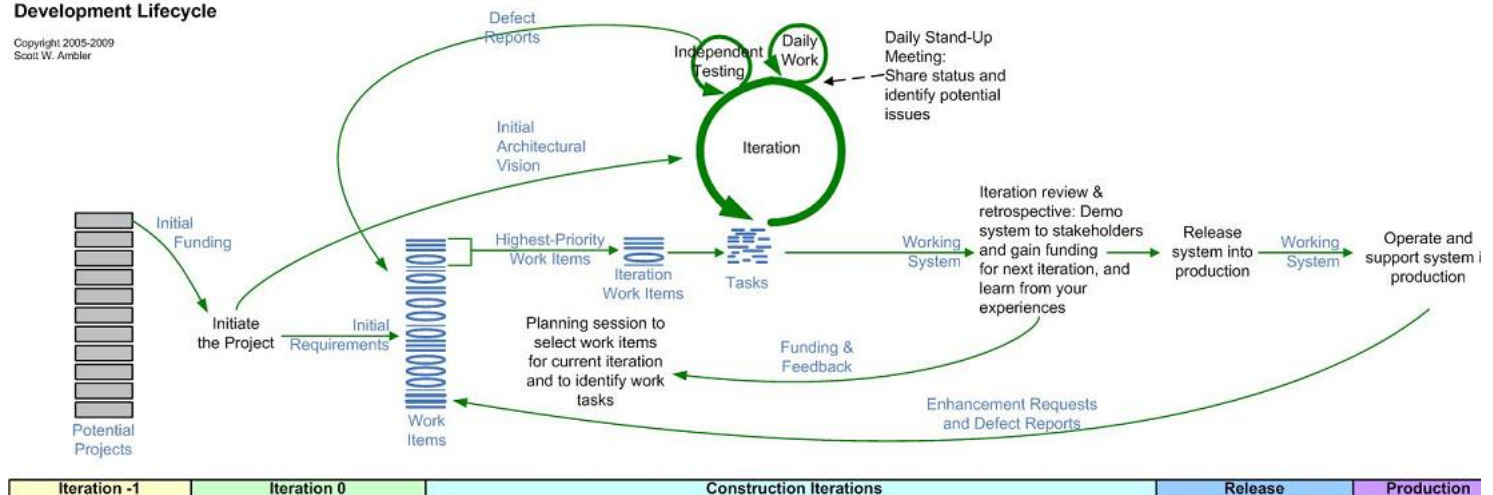 Development Lifecycle
Copyright 2005-2009
Scott W. Ambler
Defect
Reports
Independent
Testing
Daily
Work
Daily Stand-Up
Meeting:
Share status and
identify potential
issues
Initial
Architectural
Vision
Iteration
Initial
Funding
Highest-Priority
Work Items
Iteration
Work Items
Tasks
Working
System
Iteration review &
retrospective: Demo
system to stakeholders
and gain funding
for next iteration, and
learn from your
experiences
Release
system into
production
Working
System
Operate and
support system i
production
Initiate
the Project
Initial
Requirements
Planning session to
select work items
for current iteration
and to identify work
tasks
Funding &
Feedback
Enhancement Requests
and Defect Reports
Potential
Projects
Work
Items
Iteration -1
Iteration 0
Construction Iterations
Release
Production